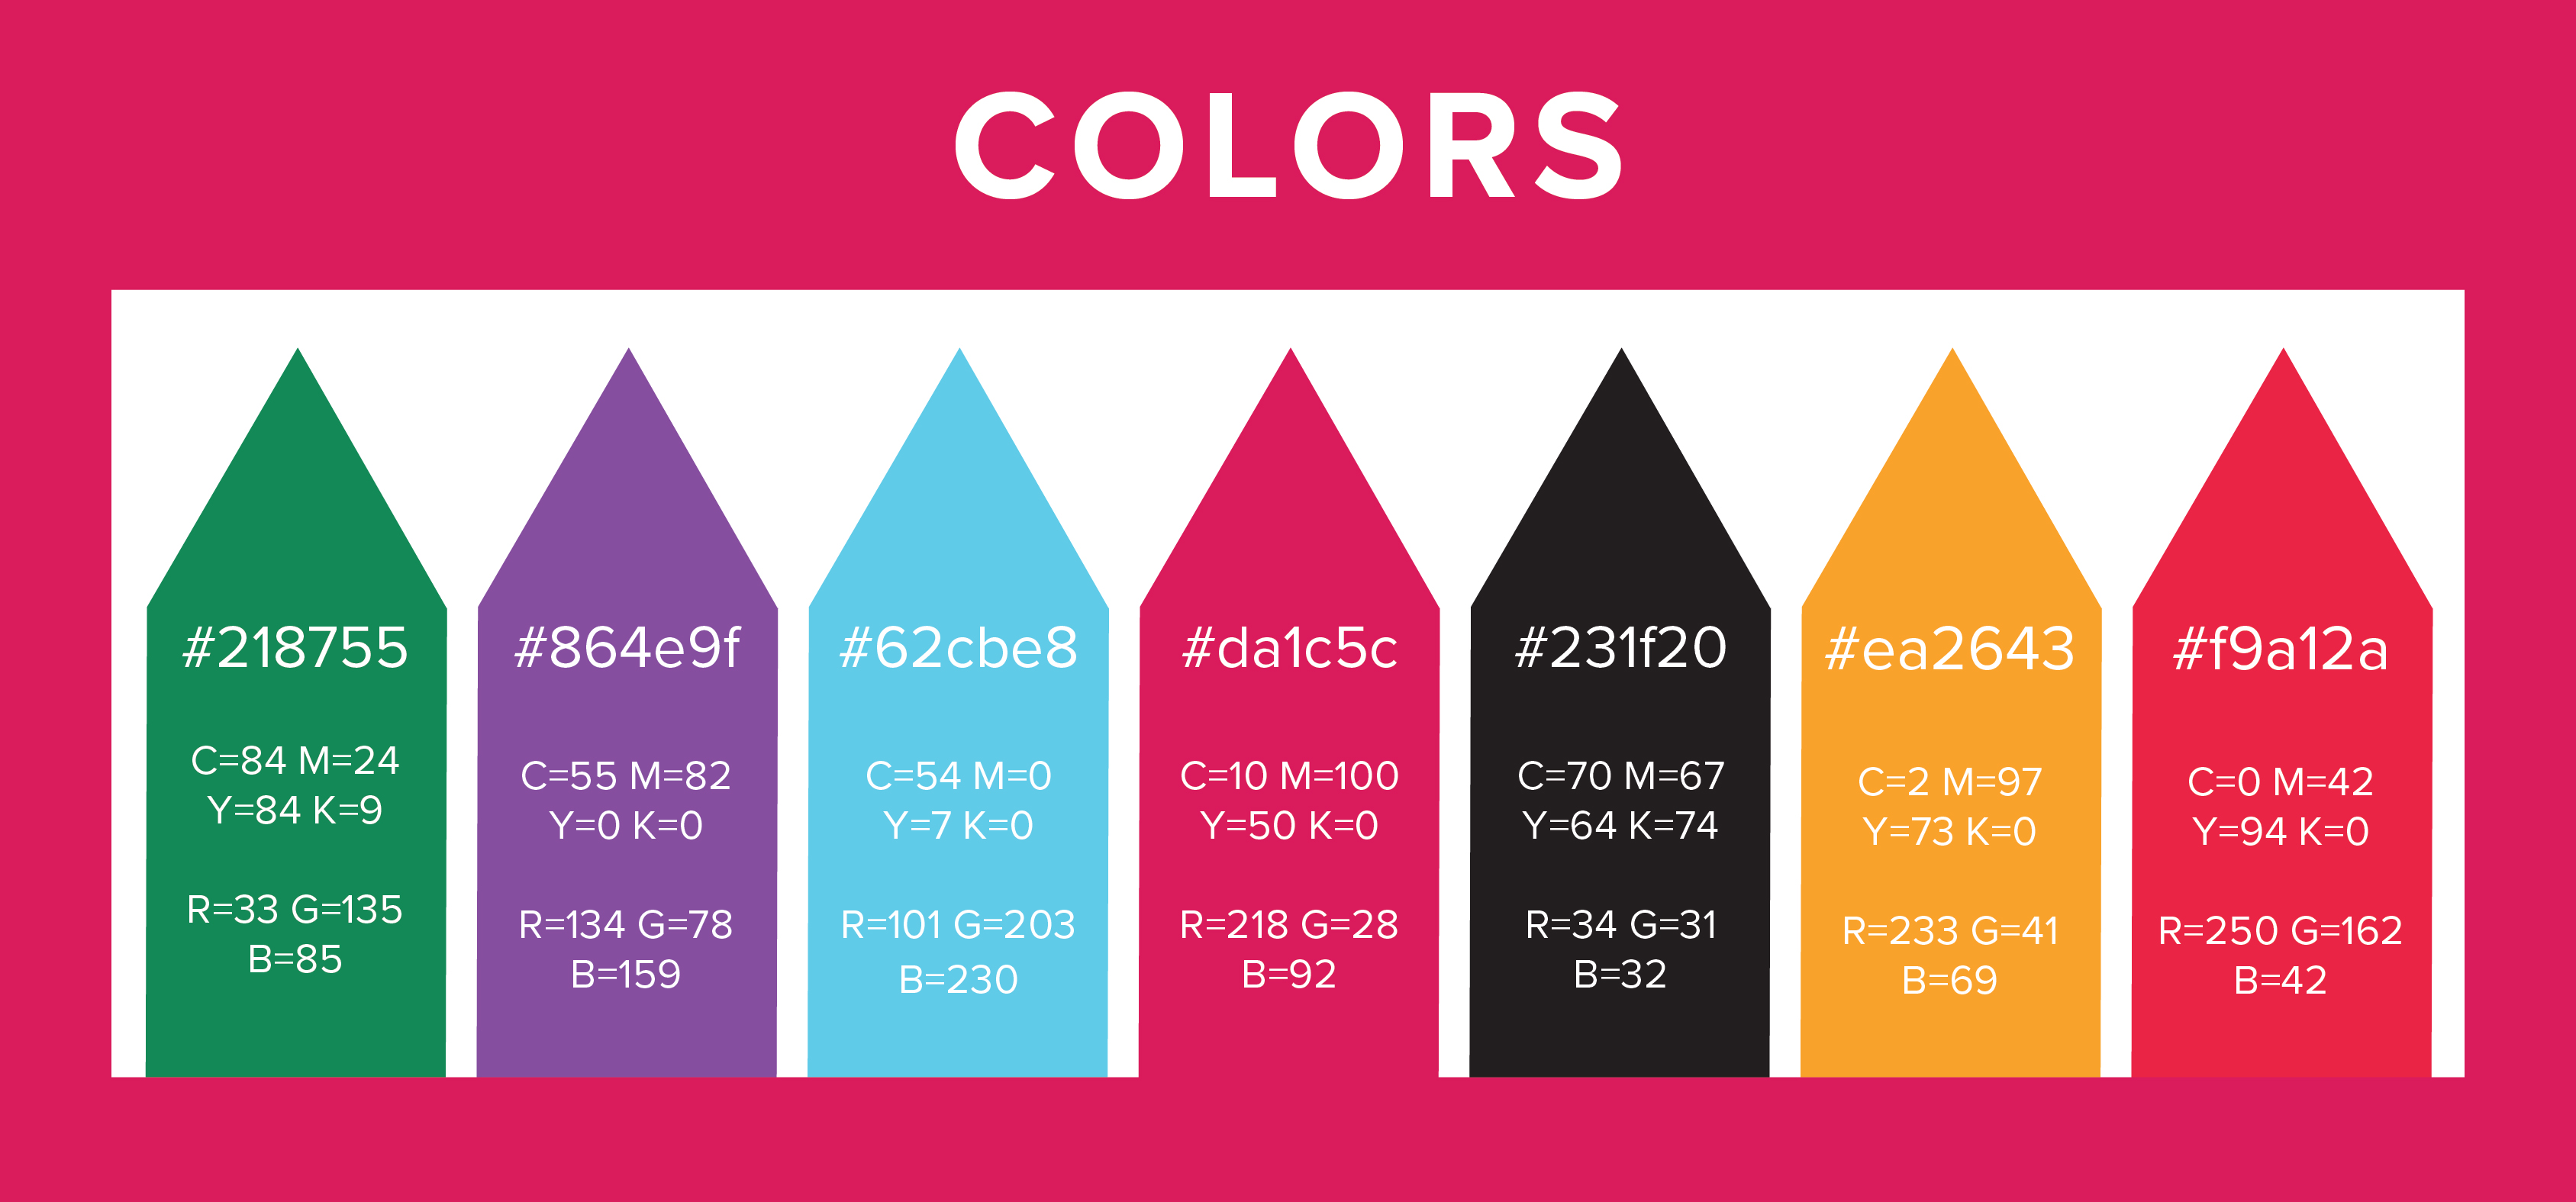 COLORS
#218755
C=84 M=24
Y=84 K=9
R=33 G=135
B=85
#864e9f
C=55 M=82
Y=0 K=0
R=134 G=78
B=159
#62cbe8
C=54 M=0
Y=7 K=0
R=101 G=203
B=230
#da1c5c
C=10 M=100
Y=50 K=0
R=218 G=28
B=92
#231f20
C=70 M=67
Y=64 K=74
R=34 G=31
B=32
#ea2643
C=2 M=97
Y=73 K=0
R=233 G=41
B=69
#f9a12a
C=0 M=42
Y=94 K=0
R=250 G=162
B=42